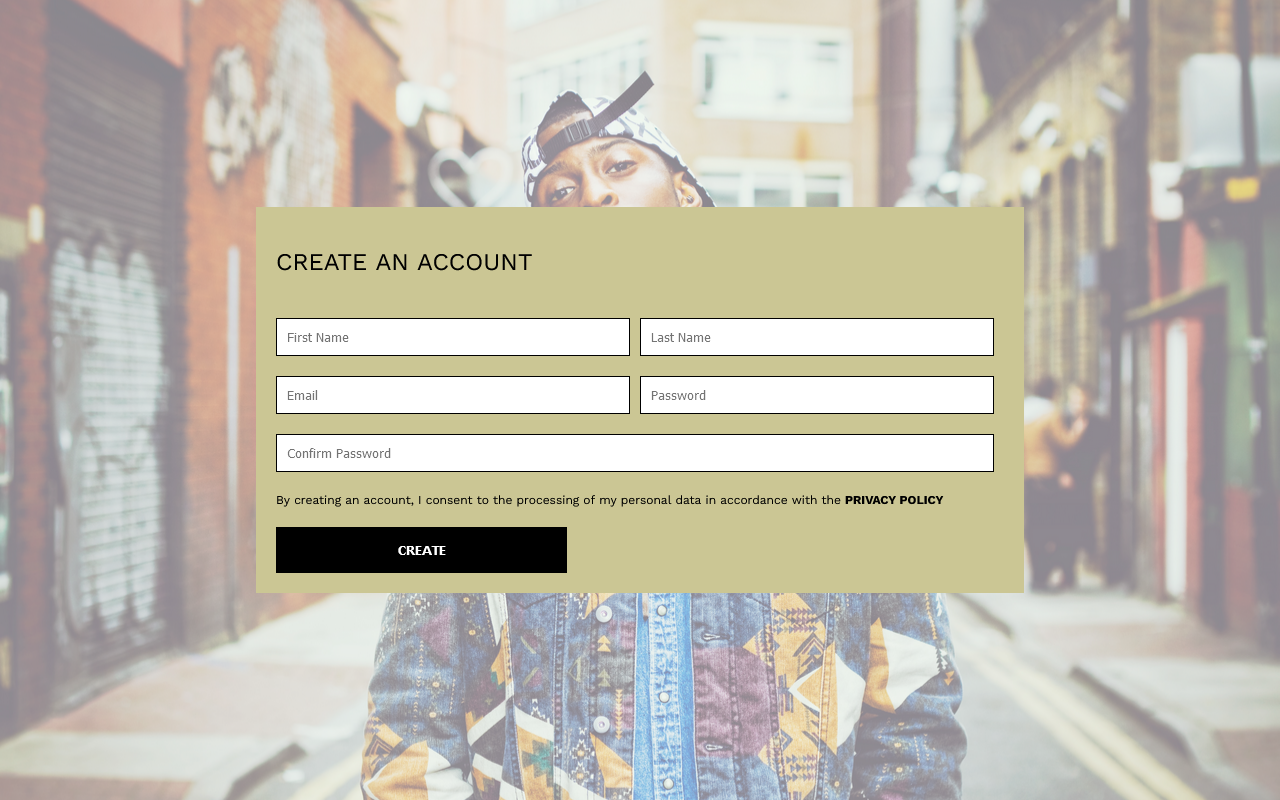 CREATE AN ACCOUNT
First Name
Last Name
Email
Password
Confirm Password
By creating an account, I consent to the processing of my personal data in accordance with the PRIVACY POLICY
CREATE